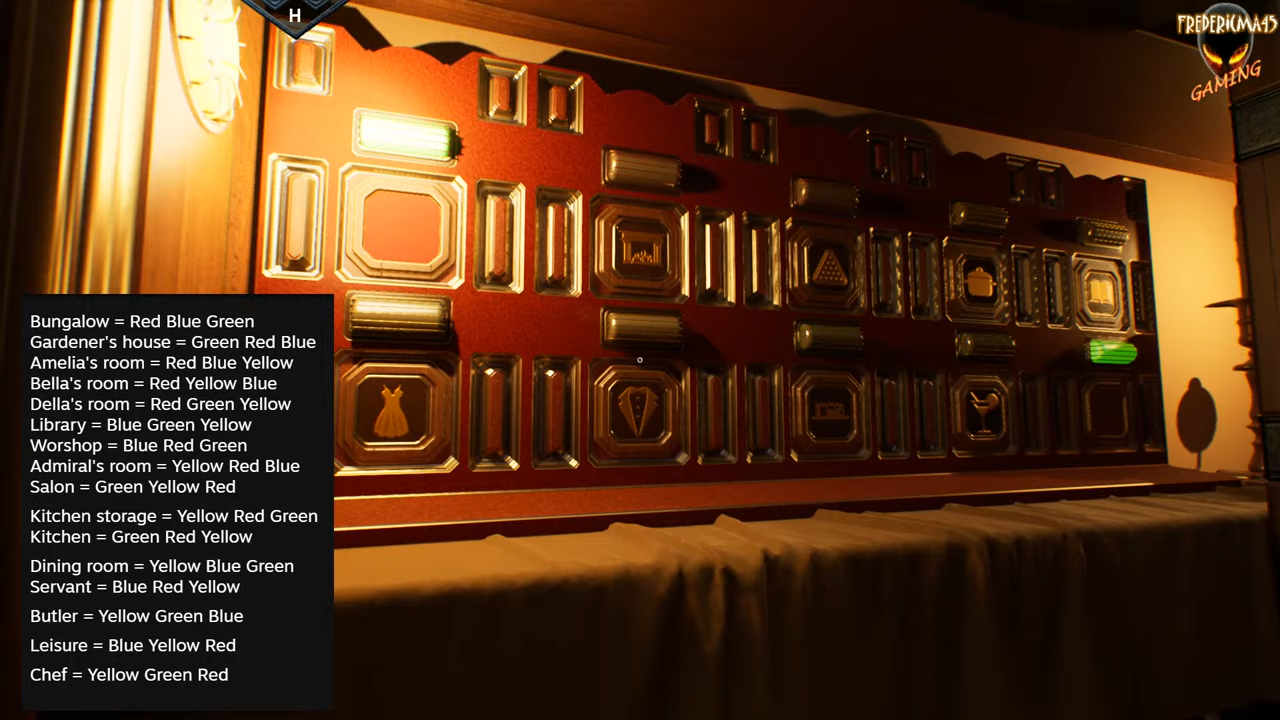 H
FREDERICMA45
GAMING
Bungalow = Red Blue Green
Gardener's house = Green Red Blue
Amelia's room = Red Blue Yellow
Bella's room = Red Yellow Blue
Della's room = Red Green Yellow
Library = Blue Green Yellow
Worshop = Blue Red Green
Admiral's room = Yellow Red Blue
Salon = Green Yellow Red
Kitchen storage = Yellow Red Green
Kitchen = Green Red Yellow
Dining room = Yellow Blue Green
Servant = Blue Red Yellow
Butler = Yellow Green Blue
Leisure = Blue Yellow Red
Chef = Yellow Green Red